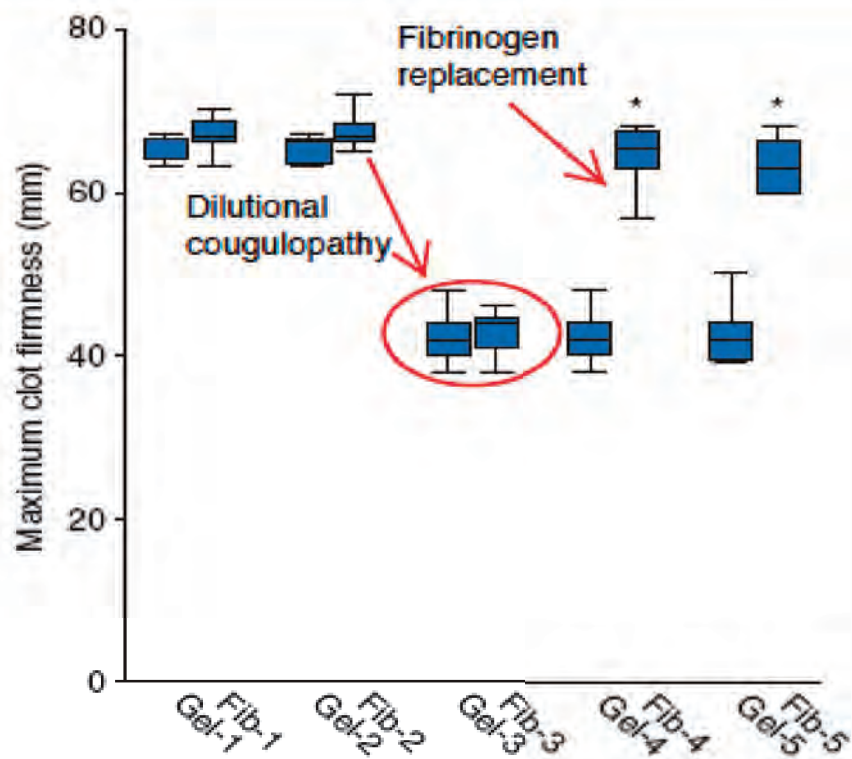 80
Fibrinogen
replacement
* *
60
Dilutional
cougulopathy
40
20
0
Maximum clot firmness (mm)
Gel-1 Fib-1 Gel-2 Fib-2 Gel-3 Fib-3 Gel-4 Fib-4 Gel-5 Fib-5